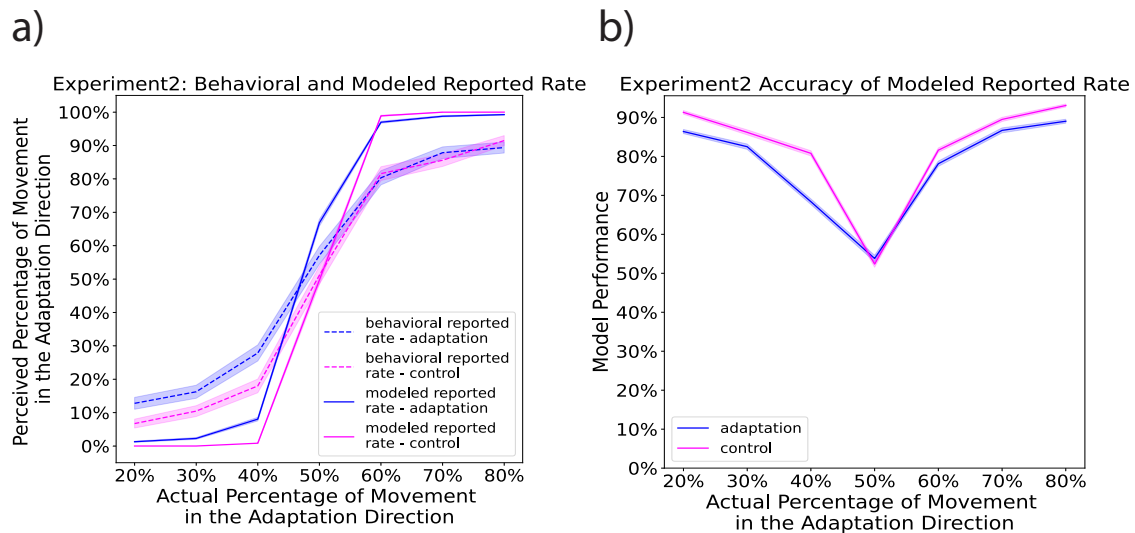 a)
Experiment2: Behavioral and Modeled Reported Rate
Perceived Percentage of Movement
in the Adaptation Direction
100%
90%
80%
70%
60%
50%
40%
30%
20%
10%
0%
behavioral reported
rate - adaptation
behavioral reported
rate - control
modeled reported
rate - adaptation
modeled reported
rate - control
20% 30% 40% 50% 60% 70% 80%
Actual Percentage of Movement
in the Adaptation Direction
b)
Experiment2 Accuracy of Modeled Reported Rate
Model Performance
90%
80%
70%
60%
50%
40%
30%
20%
10%
0%
adaptation
control
20% 30% 40% 50% 60% 70% 80%
Actual Percentage of Movement
in the Adaptation Direction